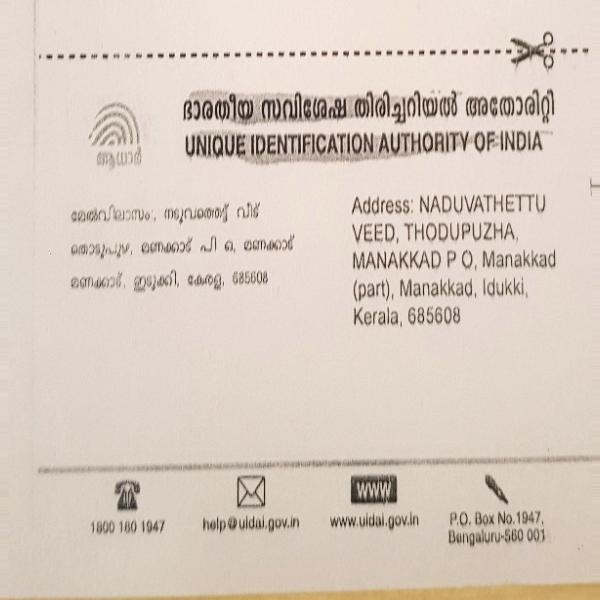 ഭാരതീയ സവിശേഷ തിരിച്ചറിയൽ അതോരിറ്റി
UNIQUE IDENTIFICATION AUTHORITY OF INDIA
ആധാർ
മേൽവിലാസം:, നടുവത്തെട്ട് വീട്
തൊടുപുഴ, മണക്കാട് പി ഒ, മണക്കാട്
മണക്കാട്, ഇടുക്കി, കേരള, 685608
Address: NADUVATHETTU
VEED, THODUPUZHA,
MANAKKAD P O, Manakkad
(part), Manakkad, Idukki,
Kerala, 685608
1800 180 1947
help@uidai.gov.in
www
www.uidai.gov.in
P.O. Box No.1947,
Bengaluru-560 001